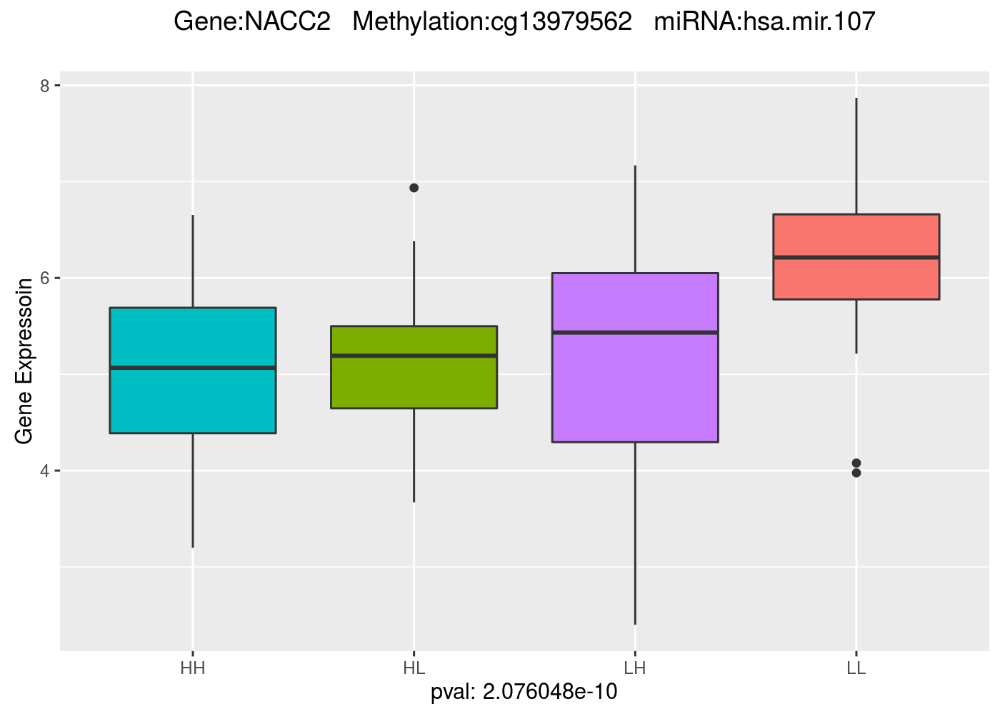 Gene:NACC2 Methylation:cg13979562 miRNA:hsa.mir.107
8
6
4
Gene Expressoin
HH HL LH LL
pval: 2.076048e-10